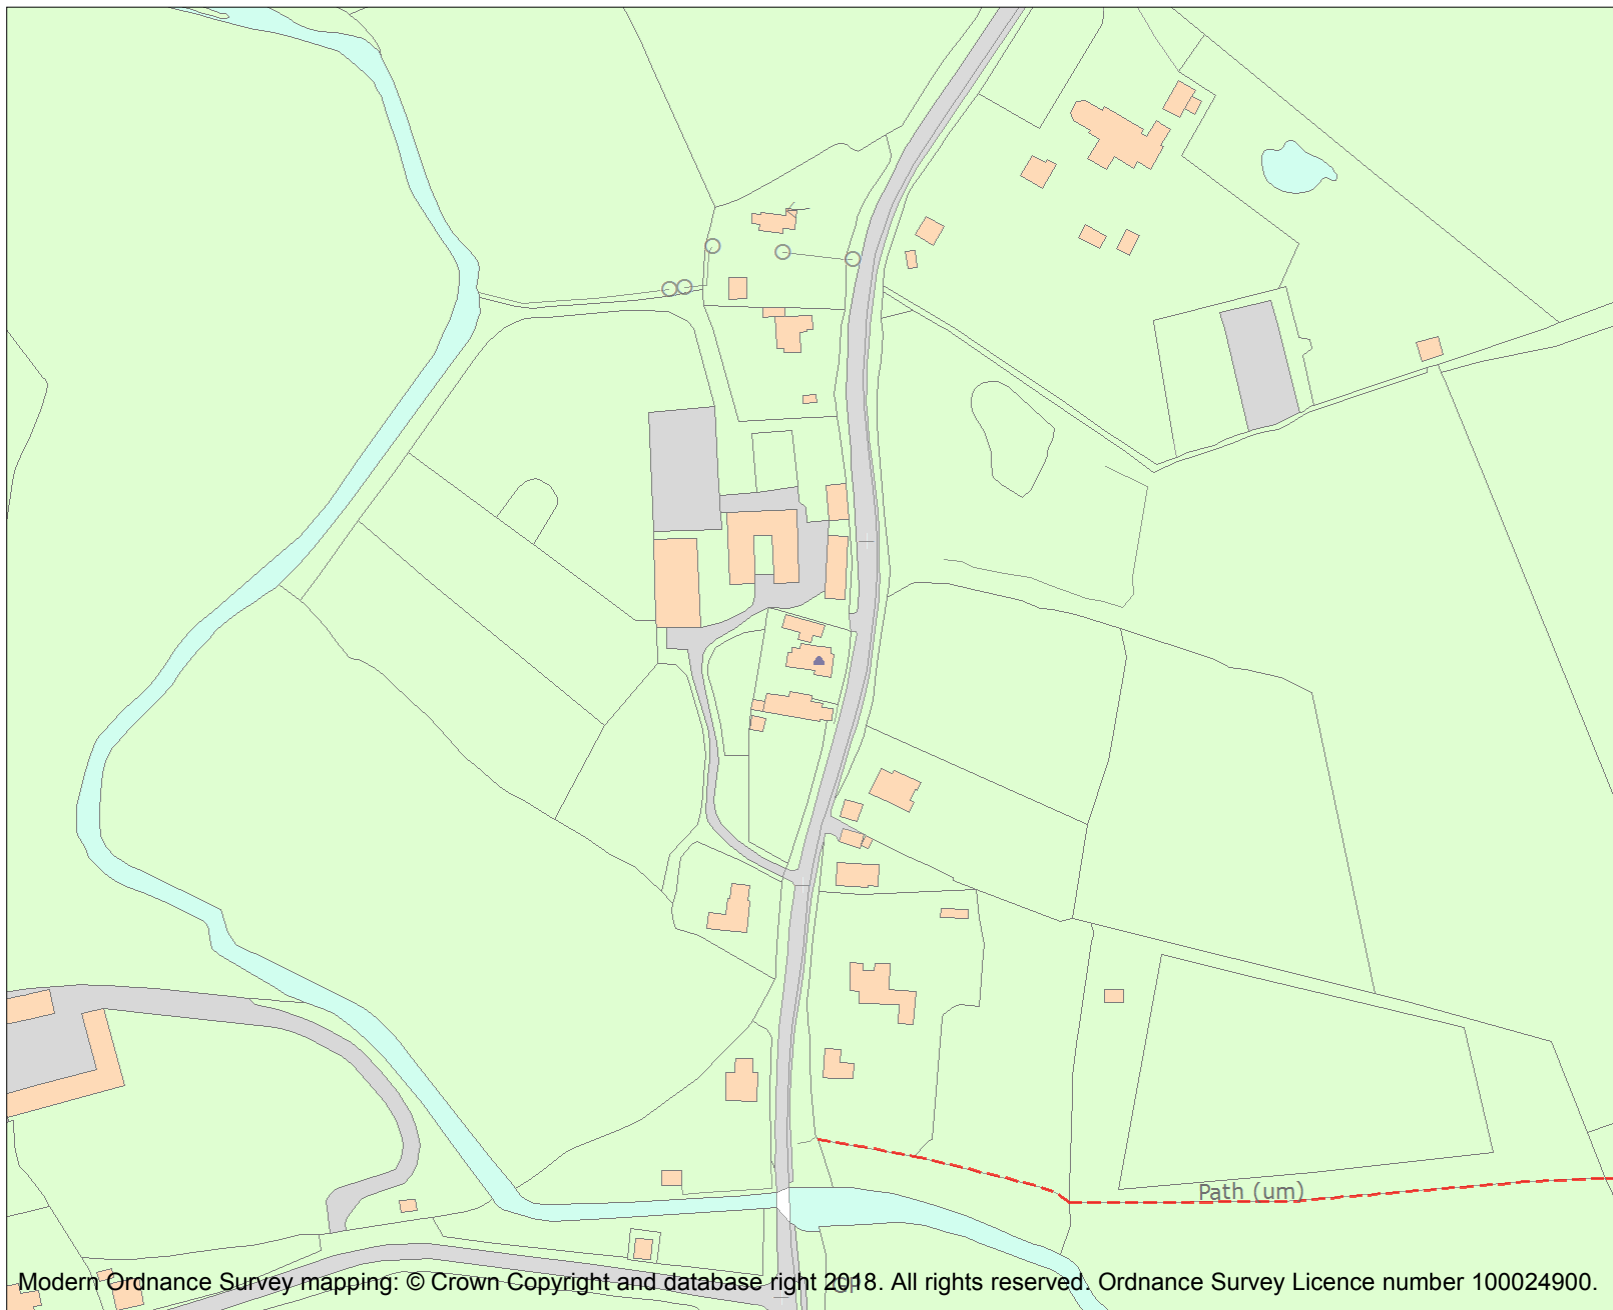 Path (um)
Modern Ordnance Survey mapping: © Crown Copyright and database right 2018. All rights reserved. Ordnance Survey Licence number 100024900.